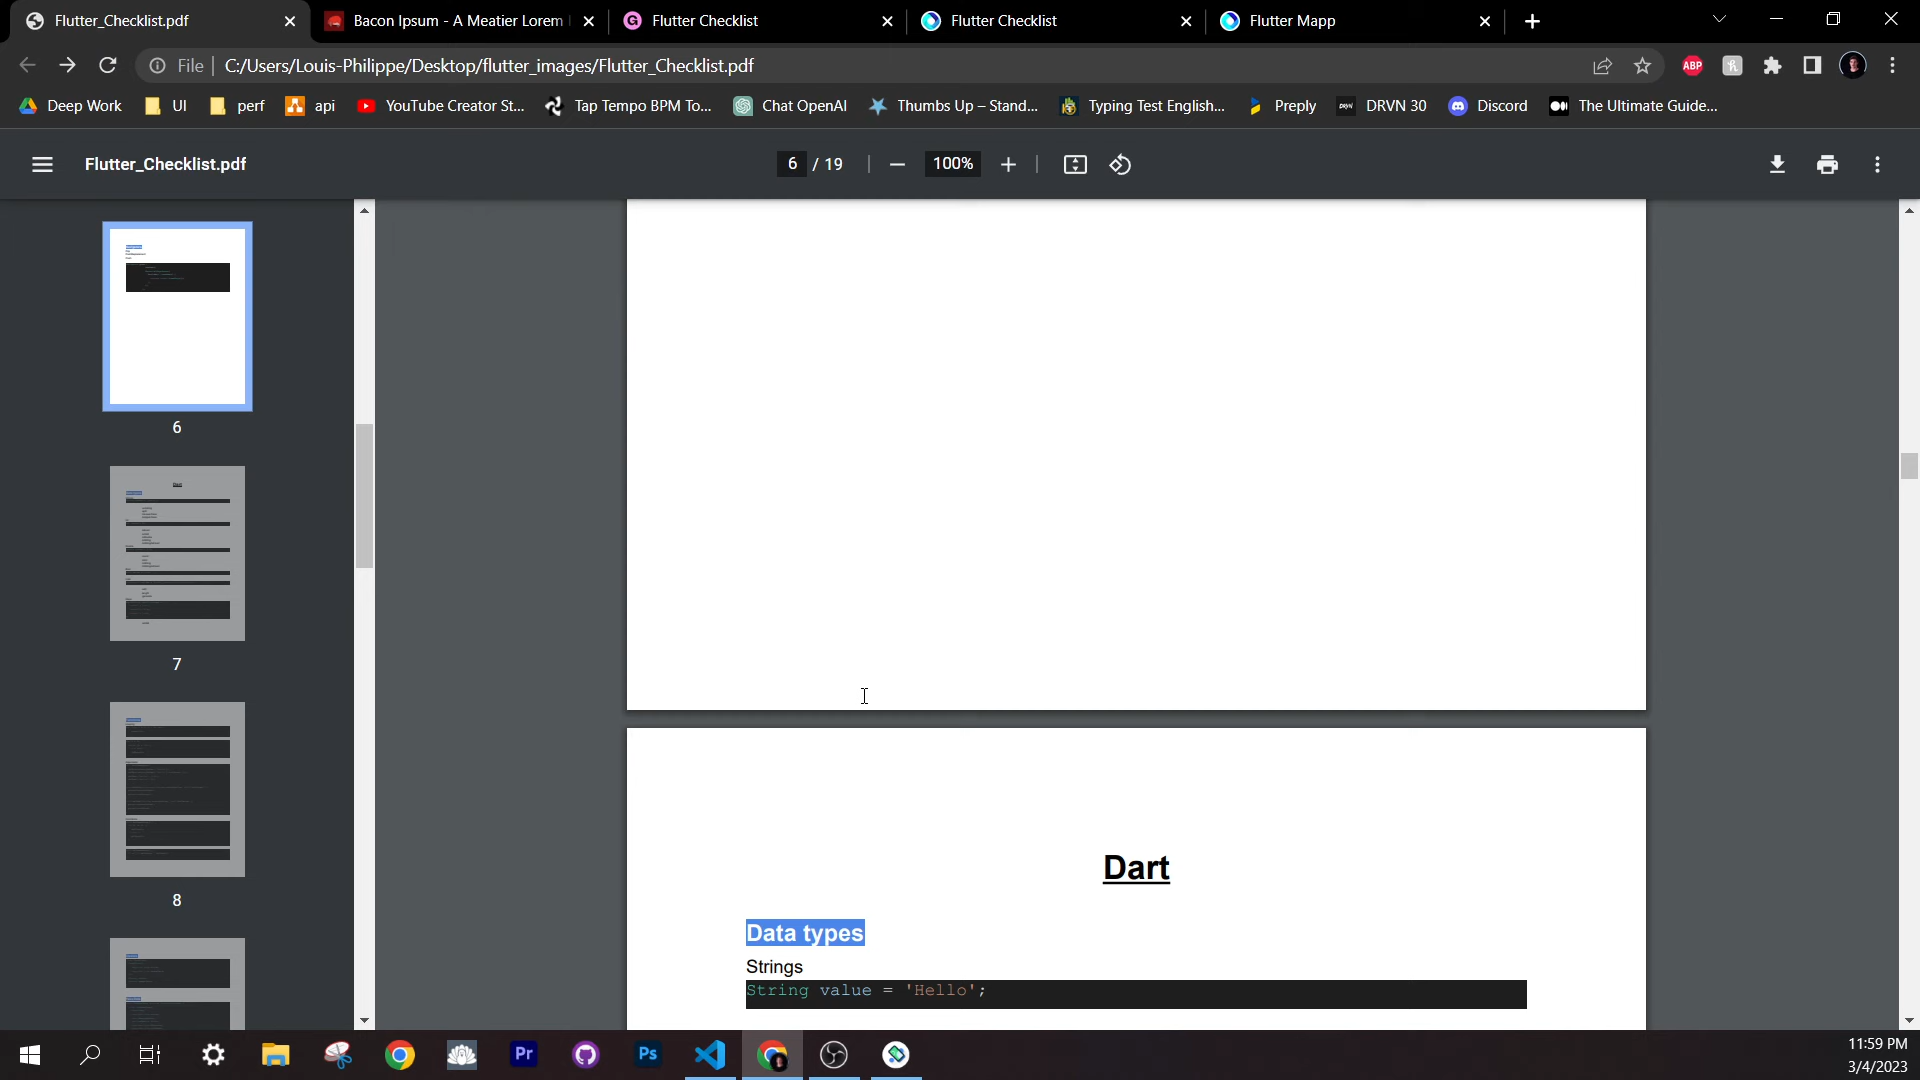 Flutter_Checklist.pdf
Bacon Ipsum - A Meatier Lorem
Flutter Checklist
Flutter Checklist
Flutter Mapp
File
C:/Users/Louis-Philippe/Desktop/flutter_images/Flutter_Checklist.pdf
ABP
Deep Work
UI
perf
api
YouTube Creator St...
Tap Tempo BPM To...
Chat OpenAI
Thumbs Up – Stand...
Typing Test English...
Preply
DRVN 30
Discord
The Ultimate Guide...
Flutter_Checklist.pdf
6 / 19
100%
6
7
8
Dart
Data types
Strings
String value = 'Hello';
Pr
Ps
11:59 PM
3/4/2023